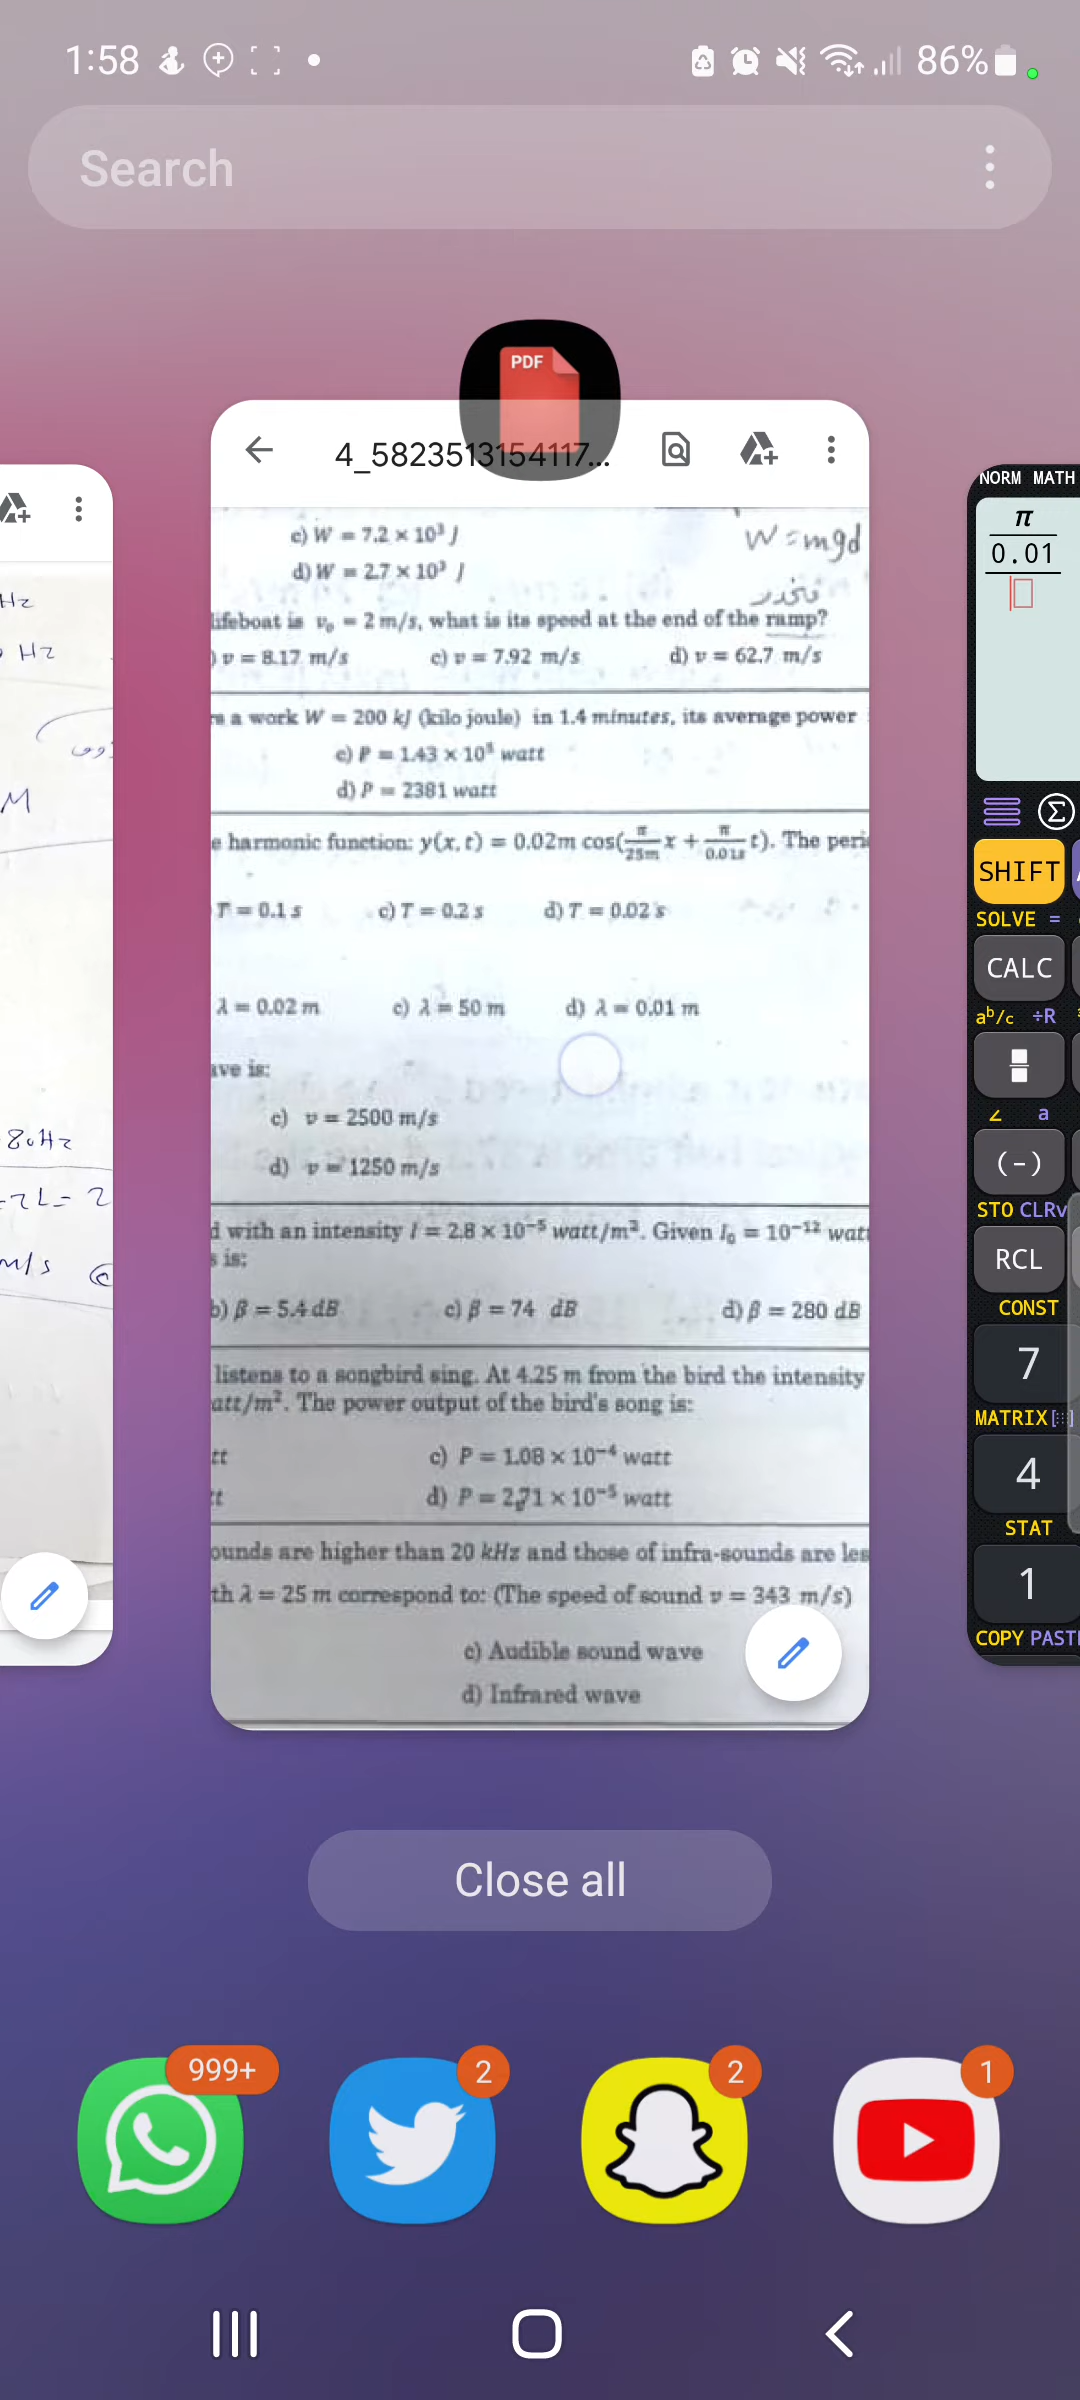 1:58
86%
Search
PDF
4_5823513154117...
c) W = 7.2 × 10³ J
d) W = 2.7 × 10³ J
W = mgd
lifeboat is v₀ = 2 m/s, what is its speed at the end of the ramp?
) v = 8.17 m/s c) v = 7.92 m/s d) v = 62.7 m/s
rs a work W = 200 kJ (kilo joule) in 1.4 minutes, its average power
c) P = 1.43 × 10⁵ watt
d) P = 2381 watt
e harmonic function: y(x, t) = 0.02m cos(π/25m x + π/0.01s t). The peri
T = 0.1 s c) T = 0.2 s d) T = 0.02 s
λ = 0.02 m c) λ = 50 m d) λ = 0.01 m
ave is:
c) v = 2500 m/s
d) v = 1250 m/s
d with an intensity I = 2.8 × 10⁻⁵ watt/m². Given I₀ = 10⁻¹² wat
s is:
b) β = 5.4 dB c) β = 74 dB d) β = 280 dB
listens to a songbird sing. At 4.25 m from the bird the intensity
att/m². The power output of the bird's song is:
tt c) P = 1.08 × 10⁻⁴ watt
tt d) P = 2.71 × 10⁻⁵ watt
ounds are higher than 20 kHz and those of infra-sounds are les
th λ = 25 m correspond to: (The speed of sound v = 343 m/s)
c) Audible sound wave
d) Infrared wave
Hz
Hz
M
80Hz
m/s
NORM MATH
π
0.01
Σ
SHIFT
SOLVE =
CALC
aᵇ/c ÷R
∠ a
(-)
STO CLRv
RCL
CONST
7
MATRIX
4
STAT
1
COPY PAST
Close all
999+
2
2
1